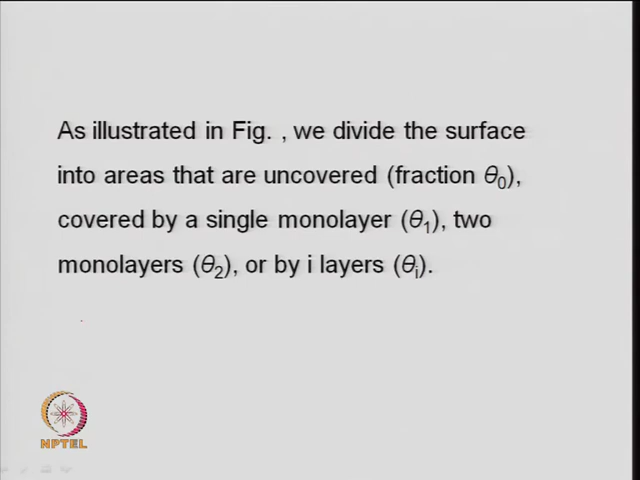 As illustrated in Fig. , we divide the surface
into areas that are uncovered (fraction θ₀),
covered by a single monolayer (θ₁), two
monolayers (θ₂), or by i layers (θᵢ).
NPTEL